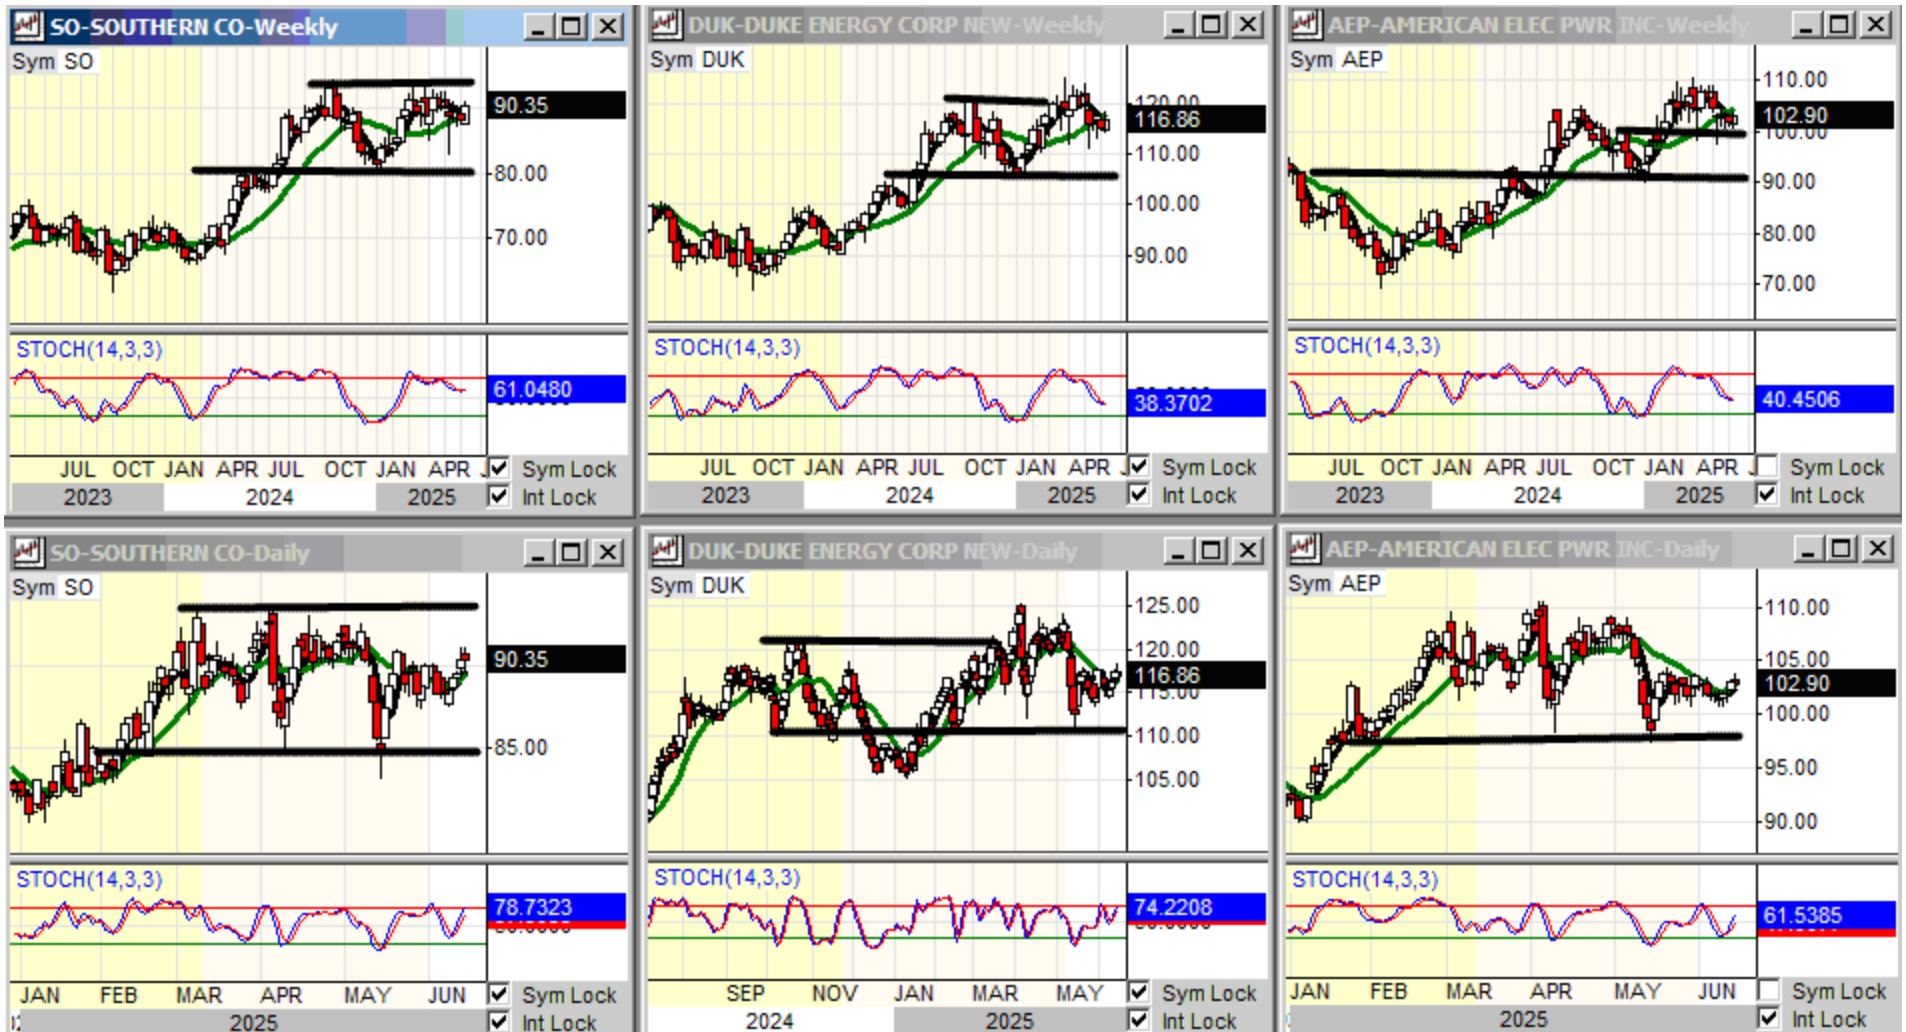 SO-SOUTHERN CO-Weekly
Sym SO
90.35
80.00
70.00
STOCH(14,3,3)
61.0480
JUL OCT JAN APR JUL OCT JAN APR
Sym Lock
2023 2024 2025
Int Lock
DUK-DUKE ENERGY CORP NEW-Weekly
Sym DUK
120.00
116.86
110.00
100.00
90.00
STOCH(14,3,3)
38.3702
JUL OCT JAN APR JUL OCT JAN APR
Sym Lock
2023 2024 2025
Int Lock
AEP-AMERICAN ELEC PWR INC-Weekly
Sym AEP
110.00
102.90
100.00
90.00
80.00
70.00
STOCH(14,3,3)
40.4506
JUL OCT JAN APR JUL OCT JAN APR
Sym Lock
2023 2024 2025
Int Lock
SO-SOUTHERN CO-Daily
Sym SO
90.35
85.00
STOCH(14,3,3)
78.7323
JAN FEB MAR APR MAY JUN
Sym Lock
2025
Int Lock
DUK-DUKE ENERGY CORP NEW-Daily
Sym DUK
125.00
120.00
116.86
115.00
110.00
105.00
STOCH(14,3,3)
74.2208
SEP NOV JAN MAR MAY
Sym Lock
2024 2025
Int Lock
AEP-AMERICAN ELEC PWR INC-Daily
Sym AEP
110.00
105.00
102.90
100.00
95.00
90.00
STOCH(14,3,3)
61.5385
JAN FEB MAR APR MAY JUN
Sym Lock
2025
Int Lock